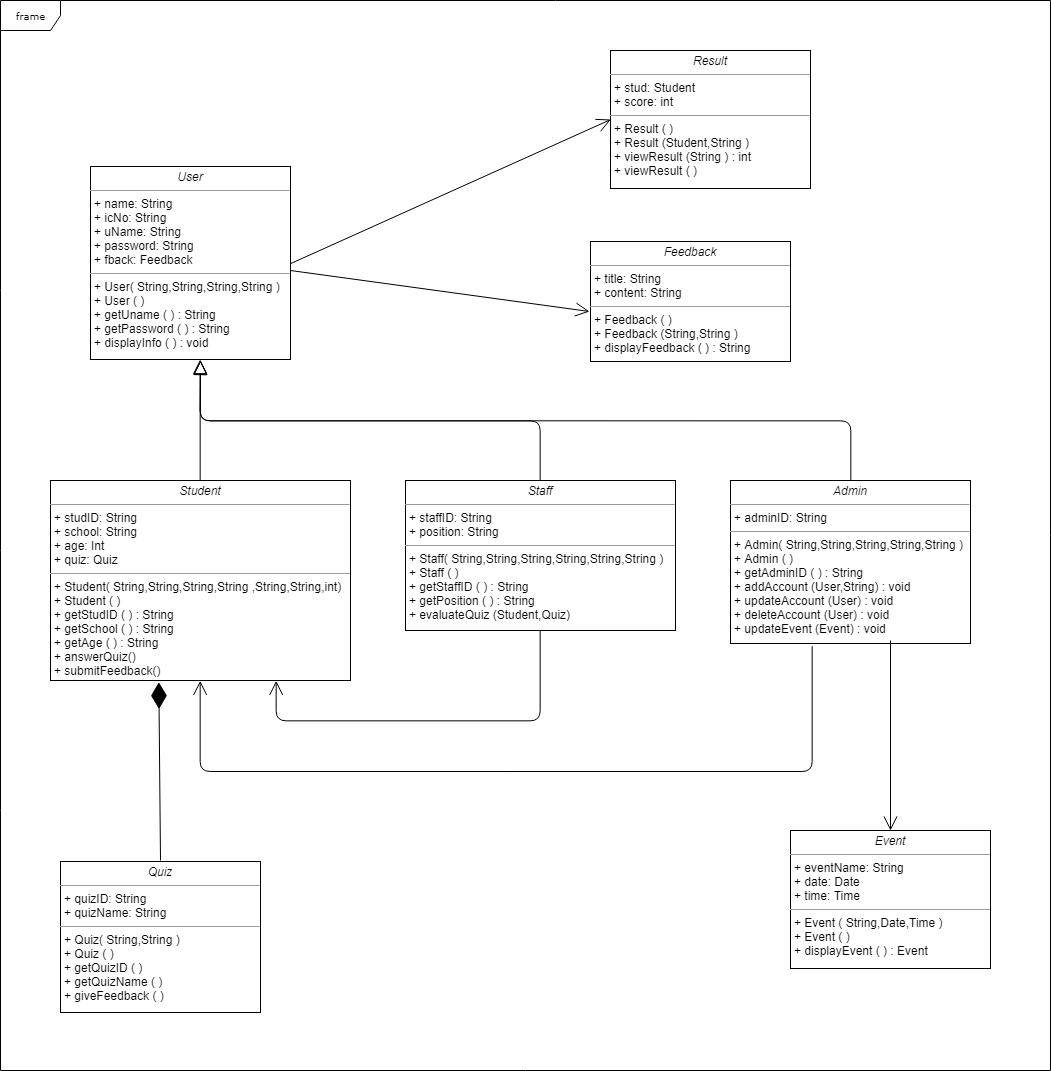 frame
Result
+ stud: Student
+ score: int
+ Result ( )
+ Result (Student,String )
+ viewResult (String ) : int
+ viewResult ( )
User
+ name: String
+ icNo: String
+ uName: String
+ password: String
+ fback: Feedback
+ User( String,String,String,String )
+ User ( )
+ getUname ( ) : String
+ getPassword ( ) : String
+ displayInfo ( ) : void
Feedback
+ title: String
+ content: String
+ Feedback ( )
+ Feedback (String,String )
+ displayFeedback ( ) : String
Student
+ studID: String
+ school: String
+ age: Int
+ quiz: Quiz
+ Student( String,String,String,String ,String,String,int)
+ Student ( )
+ getStudID ( ) : String
+ getSchool ( ) : String
+ getAge ( ) : String
+ answerQuiz()
+ submitFeedback()
Staff
+ staffID: String
+ position: String
+ Staff( String,String,String,String,String,String )
+ Staff ( )
+ getStaffID ( ) : String
+ getPosition ( ) : String
+ evaluateQuiz (Student,Quiz)
Admin
+ adminID: String
+ Admin( String,String,String,String,String )
+ Admin ( )
+ getAdminID ( ) : String
+ addAccount (User,String) : void
+ updateAccount (User) : void
+ deleteAccount (User) : void
+ updateEvent (Event) : void
Quiz
+ quizID: String
+ quizName: String
+ Quiz( String,String )
+ Quiz ( )
+ getQuizID ( )
+ getQuizName ( )
+ giveFeedback ( )
Event
+ eventName: String
+ date: Date
+ time: Time
+ Event ( String,Date,Time )
+ Event ( )
+ displayEvent ( ) : Event